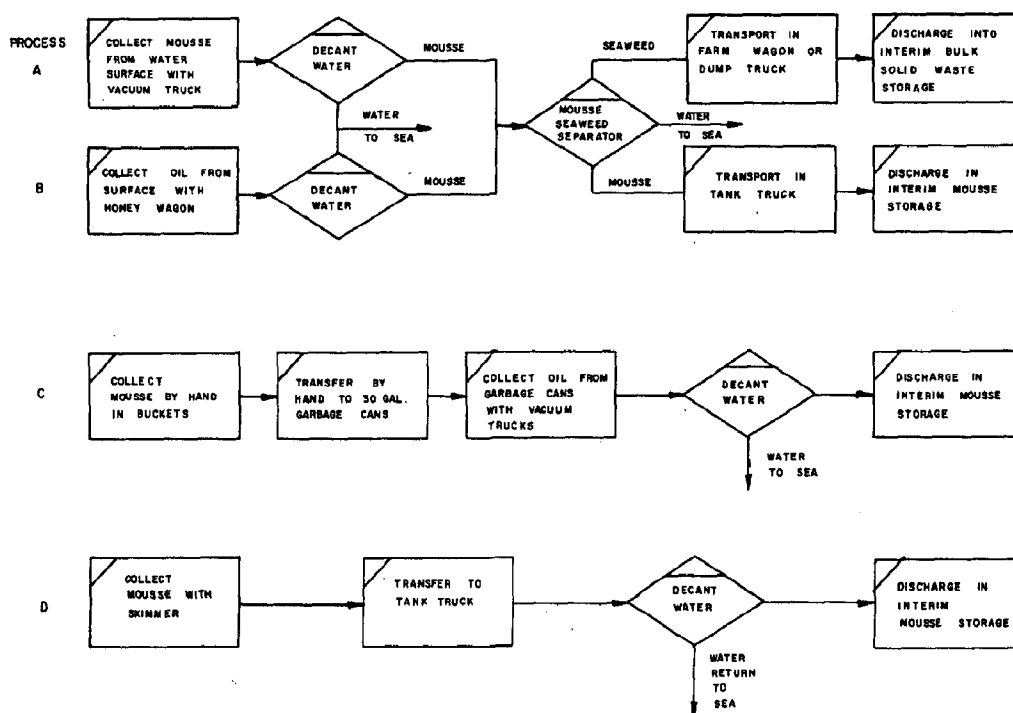 PROCESS
A
COLLECT MOUSSE
FROM WATER
SURFACE WITH
VACUUM TRUCK
DECANT
WATER
MOUSSE
WATER
TO SEA
SEAWEED
TRANSPORT IN
FARM WAGON OR
DUMP TRUCK
DISCHARGE INTO
INTERIM BULK
SOLID WASTE
STORAGE
MOUSSE
SEAWEED
SEPARATOR
WATER
TO SEA
B
COLLECT OIL FROM
SURFACE WITH
HONEY WAGON
DECANT
WATER
MOUSSE
MOUSSE
TRANSPORT IN
TANK TRUCK
DISCHARGE IN
INTERIM MOUSSE
STORAGE
C
COLLECT
MOUSSE BY HAND
IN BUCKETS
TRANSFER BY
HAND TO 30 GAL.
GARBAGE CANS
COLLECT OIL FROM
GARBAGE CANS
WITH VACUUM
TRUCKS
DECANT
WATER
WATER
TO SEA
DISCHARGE IN
INTERIM MOUSSE
STORAGE
D
COLLECT
MOUSSE WITH
SKIMMER
TRANSFER TO
TANK TRUCK
DECANT
WATER
WATER
RETURN
TO
SEA
DISCHARGE IN
INTERIM
MOUSSE STORAGE